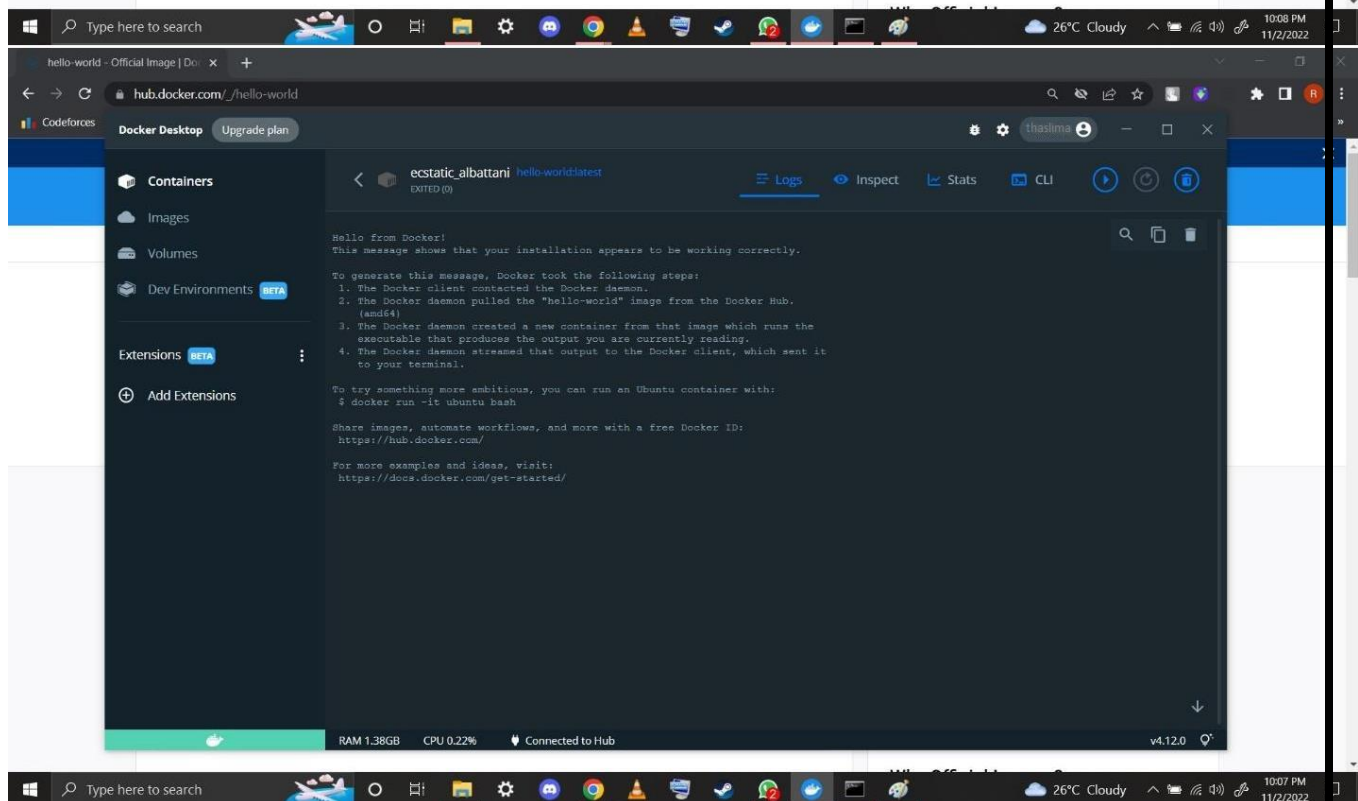 Type here to search
26°C Cloudy
10:08 PM
11/2/2022
hello-world - Official Image | Do
hub.docker.com/_/hello-world
R
Codeforces
Docker Desktop
Upgrade plan
thaslima
Containers
Images
Volumes
Dev Environments BETA
Extensions BETA
Add Extensions
ecstatic_albattani hello-world:latest
EXITED (0)
Logs
Inspect
Stats
CLI
Hello from Docker!
This message shows that your installation appears to be working correctly.
To generate this message, Docker took the following steps:
1. The Docker client contacted the Docker daemon.
2. The Docker daemon pulled the "hello-world" image from the Docker Hub.
(amd64)
3. The Docker daemon created a new container from that image which runs the
executable that produces the output you are currently reading.
4. The Docker daemon streamed that output to the Docker client, which sent it
to your terminal.
To try something more ambitious, you can run an Ubuntu container with:
$ docker run -it ubuntu bash
Share images, automate workflows, and more with a free Docker ID:
https://hub.docker.com/
For more examples and ideas, visit:
https://docs.docker.com/get-started/
RAM 1.38GB CPU 0.22% Connected to Hub
v4.12.0
Type here to search
2
26°C Cloudy
10:07 PM
11/2/2022